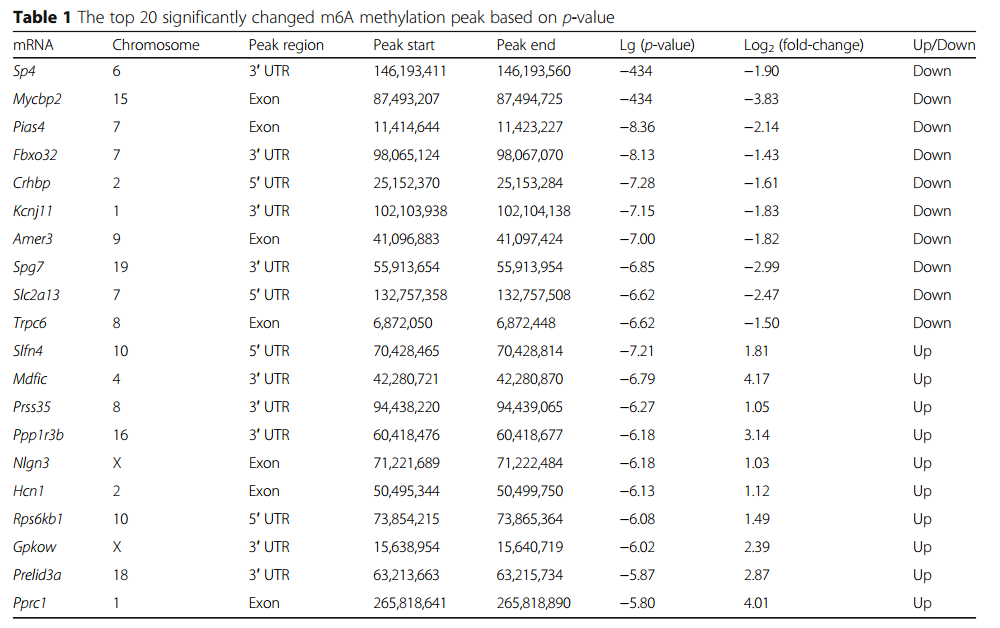 Table 1 The top 20 significantly changed m6A methylation peak based on p-value
mRNA Chromosome Peak region Peak start Peak end Lg (p-value) Log₂ (fold-change) Up/Down
Sp4 6 3′ UTR 146,193,411 146,193,560 −434 −1.90 Down
Mycbp2 15 Exon 87,493,207 87,494,725 −434 −3.83 Down
Pias4 7 Exon 11,414,644 11,423,227 −8.36 −2.14 Down
Fbxo32 7 3′ UTR 98,065,124 98,067,070 −8.13 −1.43 Down
Crhbp 2 5′ UTR 25,152,370 25,153,284 −7.28 −1.61 Down
Kcnj11 1 3′ UTR 102,103,938 102,104,138 −7.15 −1.83 Down
Amer3 9 Exon 41,096,883 41,097,424 −7.00 −1.82 Down
Spg7 19 3′ UTR 55,913,654 55,913,954 −6.85 −2.99 Down
Slc2a13 7 5′ UTR 132,757,358 132,757,508 −6.62 −2.47 Down
Trpc6 8 Exon 6,872,050 6,872,448 −6.62 −1.50 Down
Slfn4 10 5′ UTR 70,428,465 70,428,814 −7.21 1.81 Up
Mdfic 4 3′ UTR 42,280,721 42,280,870 −6.79 4.17 Up
Prss35 8 3′ UTR 94,438,220 94,439,065 −6.27 1.05 Up
Ppp1r3b 16 3′ UTR 60,418,476 60,418,677 −6.18 3.14 Up
Nlgn3 X Exon 71,221,689 71,222,484 −6.18 1.03 Up
Hcn1 2 Exon 50,495,344 50,499,750 −6.13 1.12 Up
Rps6kb1 10 5′ UTR 73,854,215 73,865,364 −6.08 1.49 Up
Gpkow X 3′ UTR 15,638,954 15,640,719 −6.02 2.39 Up
Prelid3a 18 3′ UTR 63,213,663 63,215,734 −5.87 2.87 Up
Pprc1 1 Exon 265,818,641 265,818,890 −5.80 4.01 Up